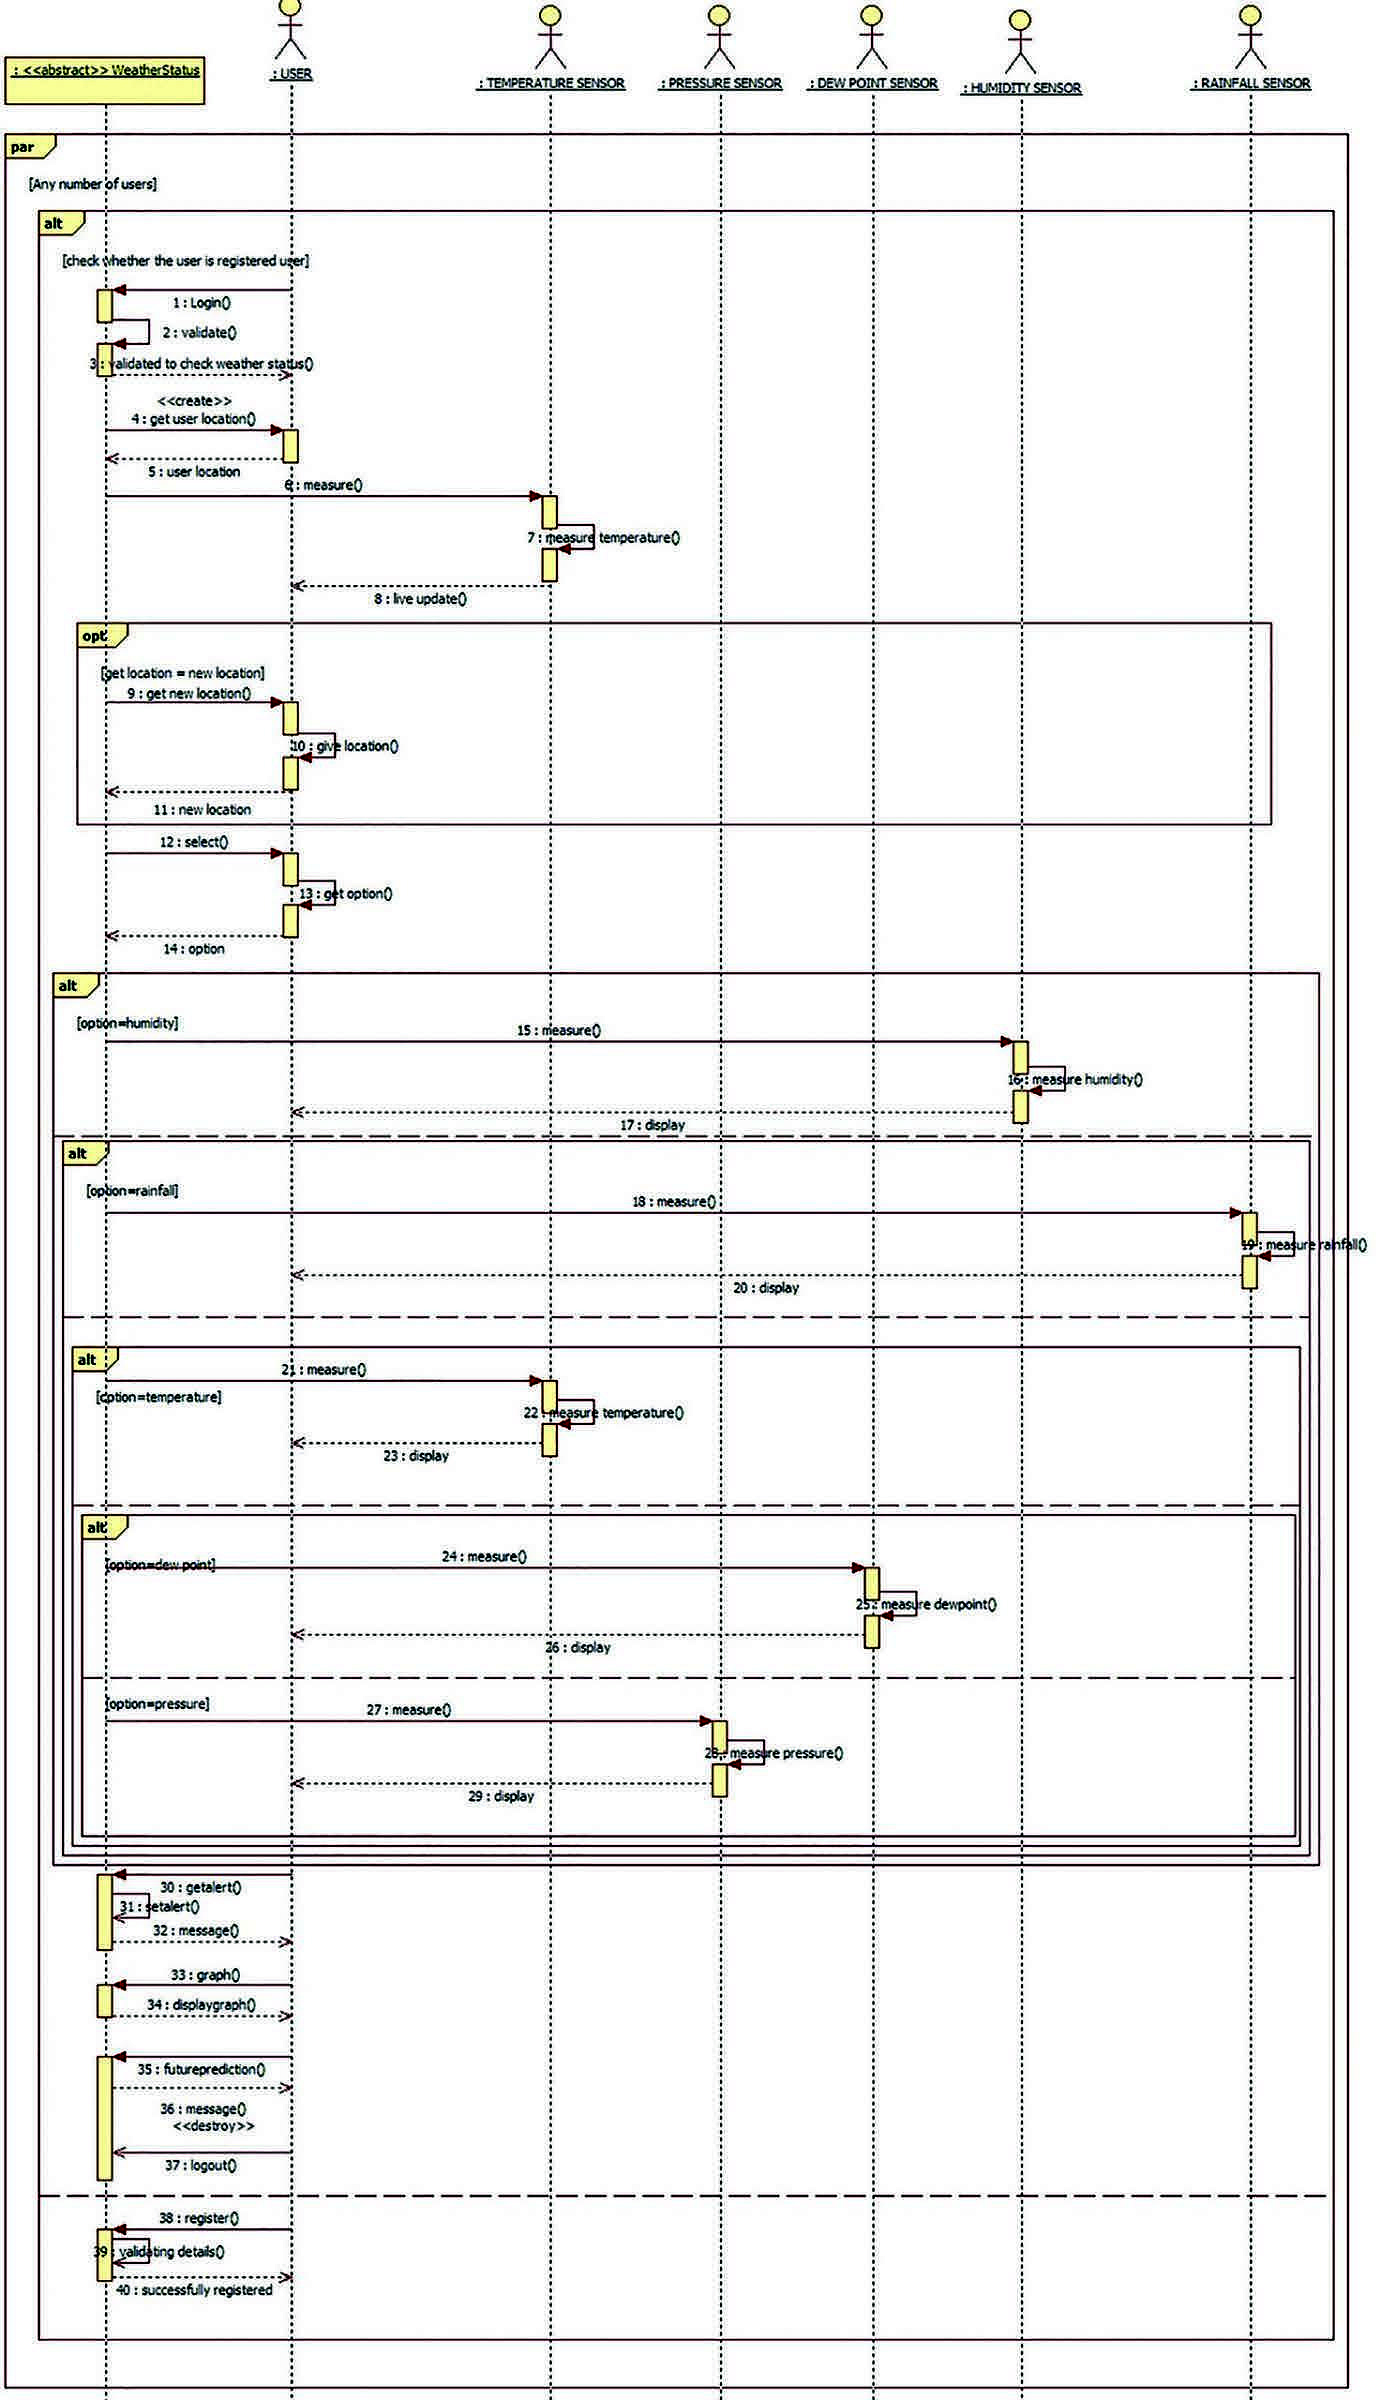 : <<abstract>> WeatherStatus
: USER
: TEMPERATURE SENSOR
: PRESSURE SENSOR
: DEW POINT SENSOR
: HUMIDITY SENSOR
: RAINFALL SENSOR
par
[Any number of users]
alt
[check whether the user is registered user]
1 : Login()
2 : validate()
3 : validated to check weather status()
<<create>>
4 : get user location()
5 : user location
6 : measure()
7 : measure temperature()
8 : live update()
opt
[get location = new location]
9 : get new location()
10 : give location()
11 : new location
12 : select()
13 : get option()
14 : option
alt
[option=humidity]
15 : measure()
16 : measure humidity()
17 : display
alt
[option=rainfall]
18 : measure()
19 : measure rainfall()
20 : display
alt
21 : measure()
[option=temperature]
22 : measure temperature()
23 : display
alt
24 : measure()
[option=dew point]
25 : measure dewpoint()
26 : display
[option=pressure]
27 : measure()
28 : measure pressure()
29 : display
30 : getalert()
31 : setalert()
32 : message()
33 : graph()
34 : displaygraph()
35 : futureprediction()
36 : message()
<<destroy>>
37 : logout()
38 : register()
39 : validating details()
40 : successfully registered